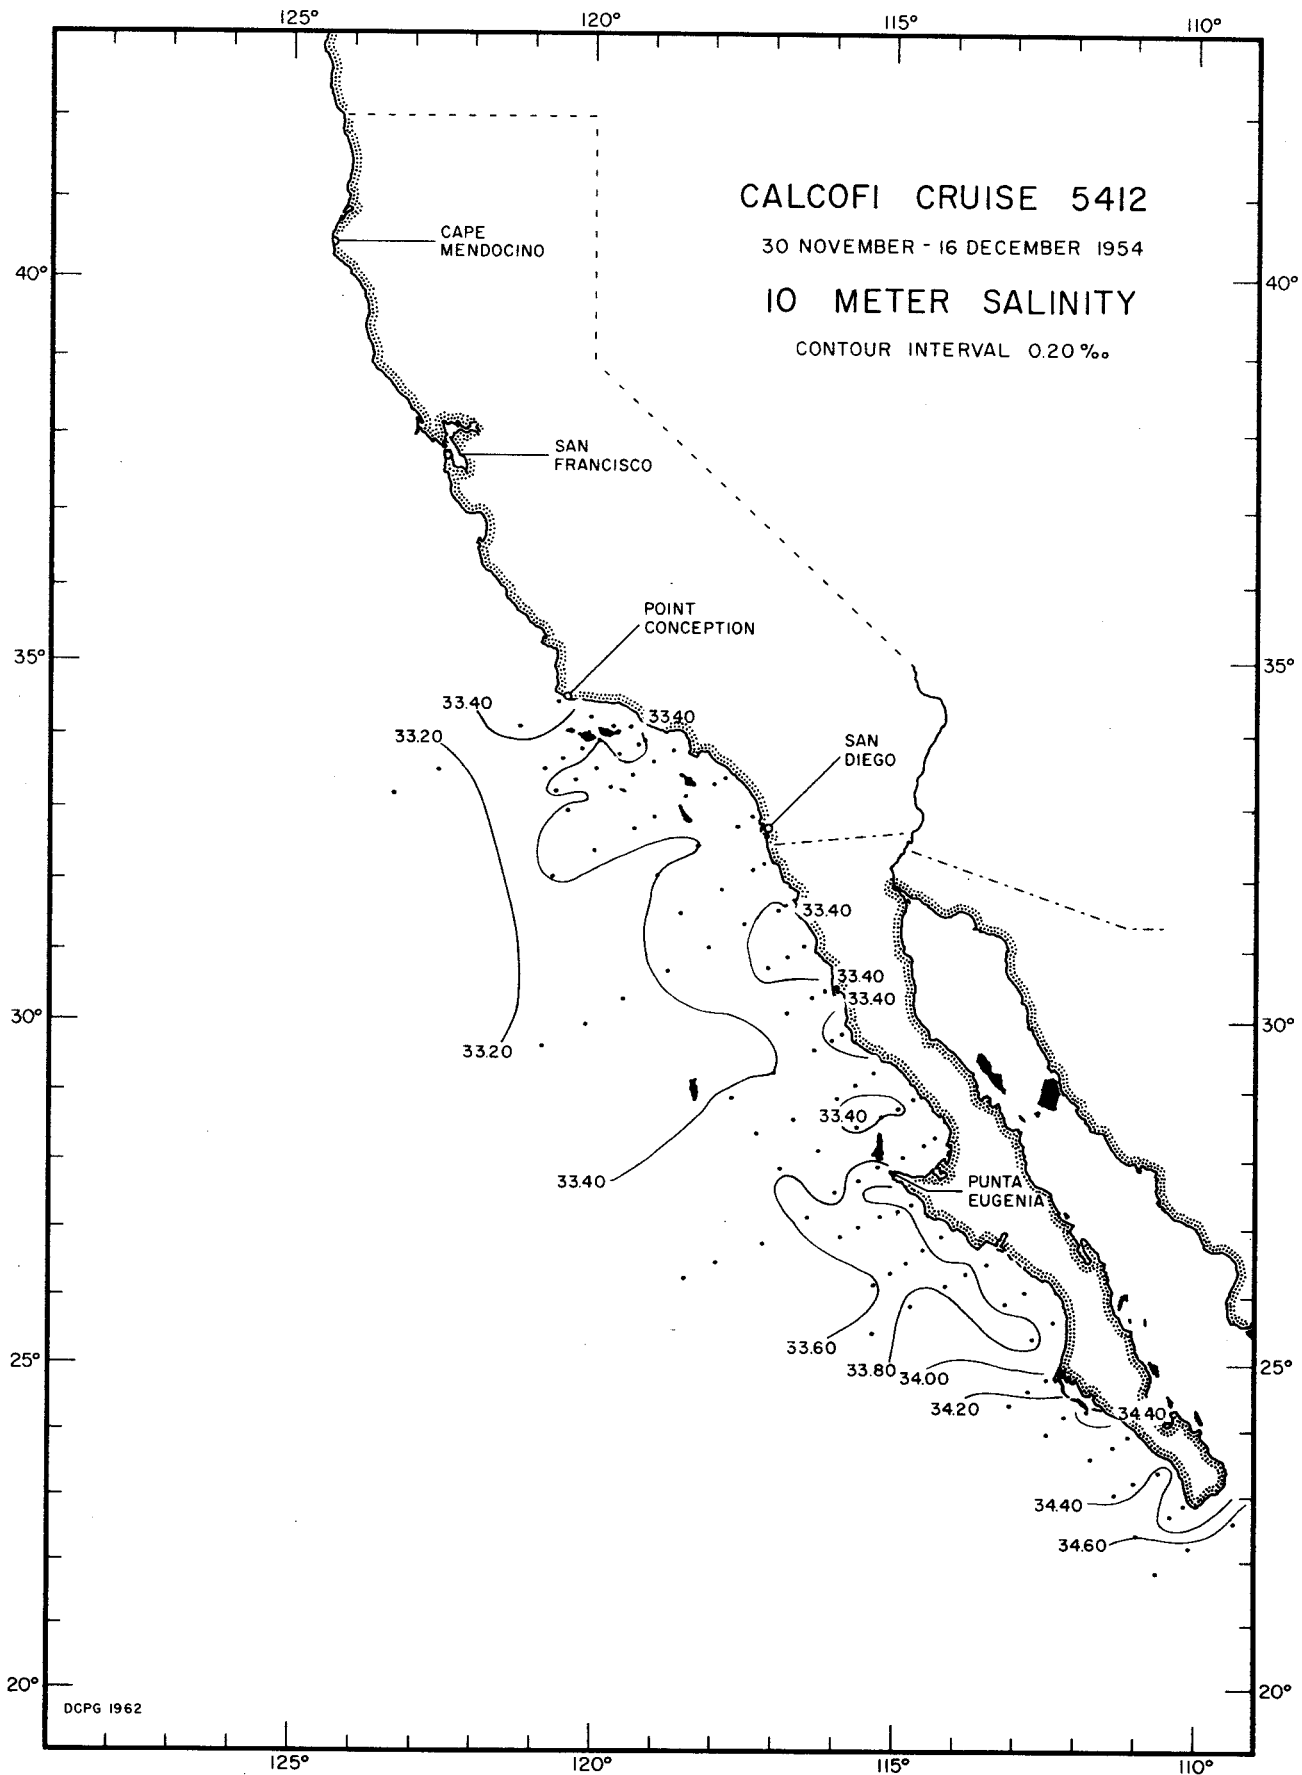 125°
120°
115°
110°
CALCOFI CRUISE 5412
30 NOVEMBER - 16 DECEMBER 1954
10 METER SALINITY
CONTOUR INTERVAL 0.20 ‰
CAPE
MENDOCINO
40°
40°
SAN
FRANCISCO
POINT
CONCEPTION
35°
35°
33.40
33.40
33.20
SAN
DIEGO
33.40
33.40
33.40
30°
30°
33.20
33.40
33.40
PUNTA
EUGENIA
33.60
33.80
34.00
25°
25°
34.20
34.40
34.40
34.60
20°
20°
DCPG 1962
125°
120°
115°
110°